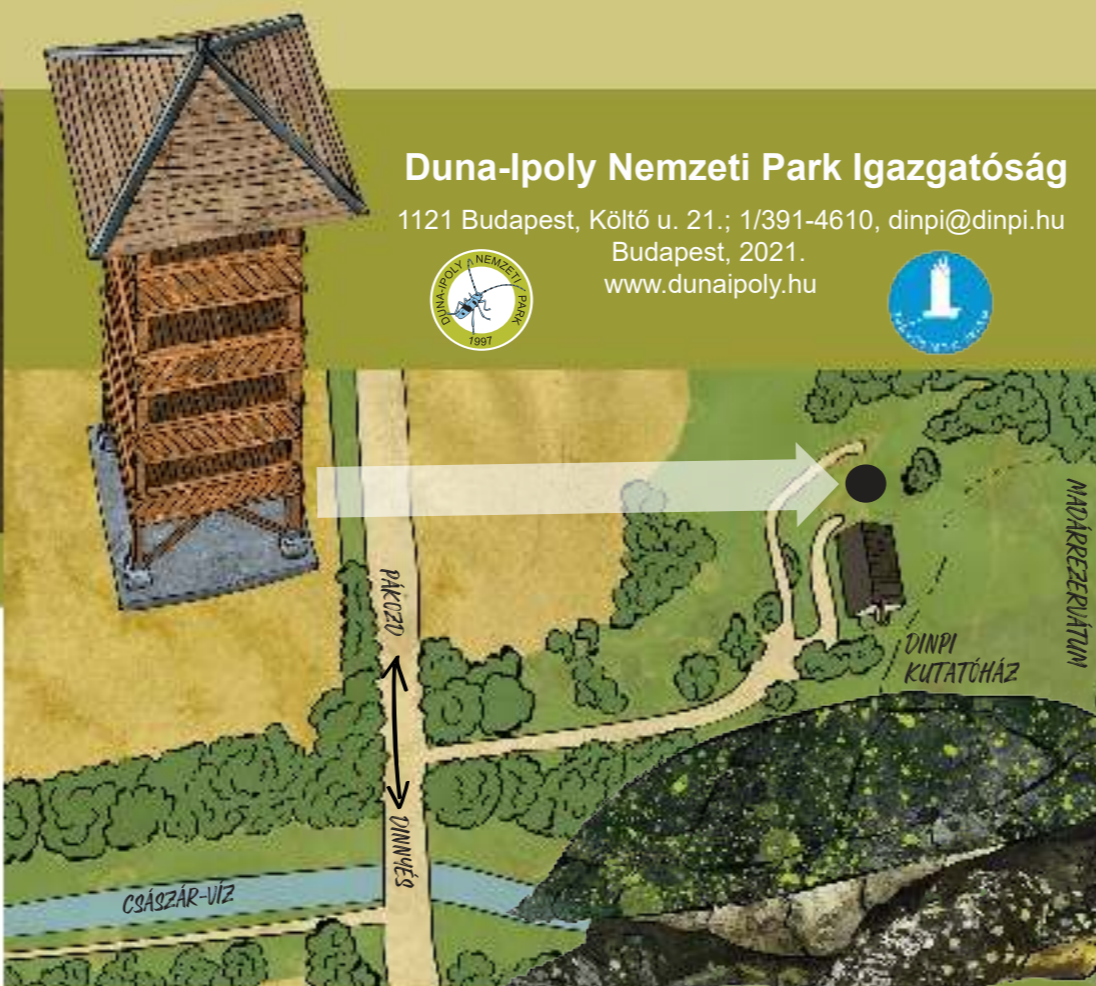 Duna-Ipoly Nemzeti Park Igazgatóság
1121 Budapest, Költő u. 21.; 1/391-4610, dinpi@dinpi.hu
Budapest, 2021.
www.dunaipoly.hu
DUNA-IPOLY NEMZETI PARK
1997
PÁKOZD
MADÁRREZERVÁTUM
DINPI
KUTATÓHÁZ
DINNYÉS
CSÁSZÁR-VÍZ